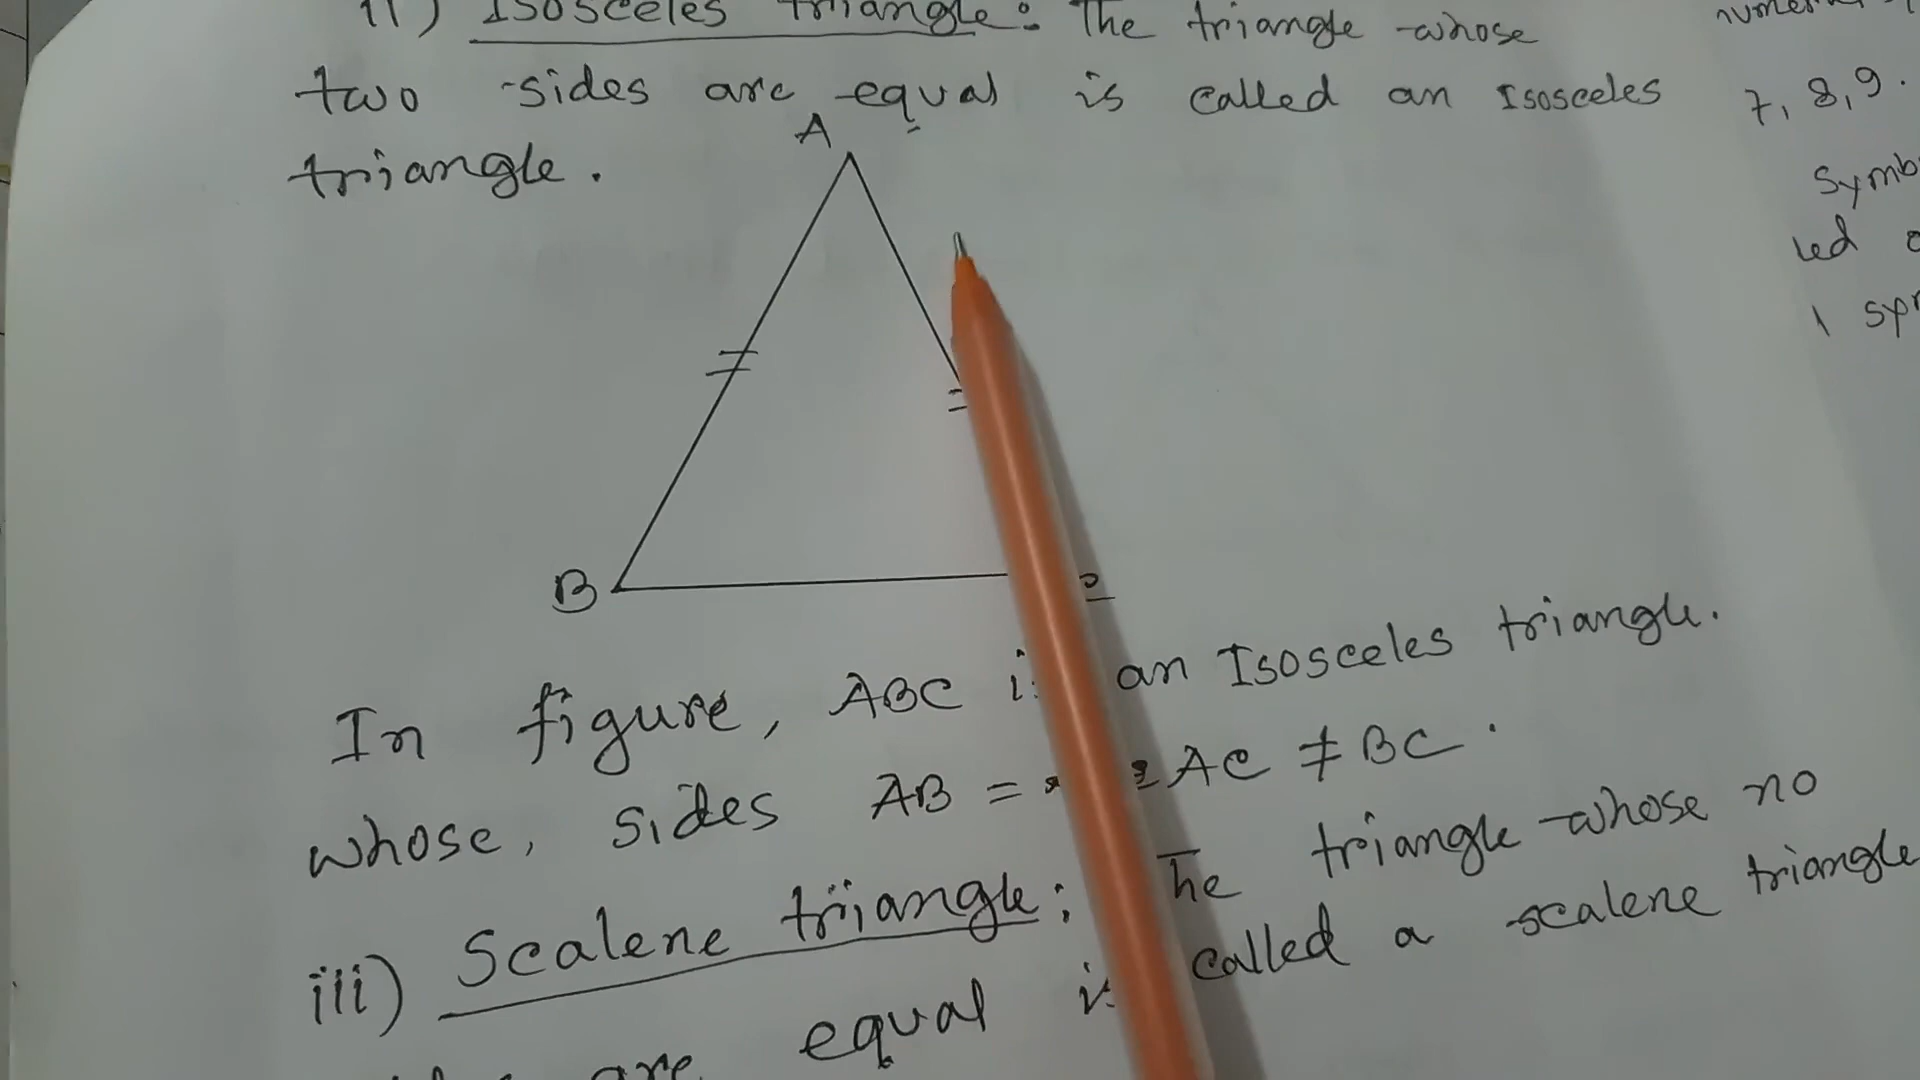 ii) Isosceles triangle: The triangle whose
two sides are equal is called an Isosceles
triangle.
A
B
In figure, ABC an Isosceles triangle.
whose, sides AB = AC ≠ BC.
iii) Scalene triangle: The triangle whose no
are equal is called a scalene triangle
7, 8, 9.